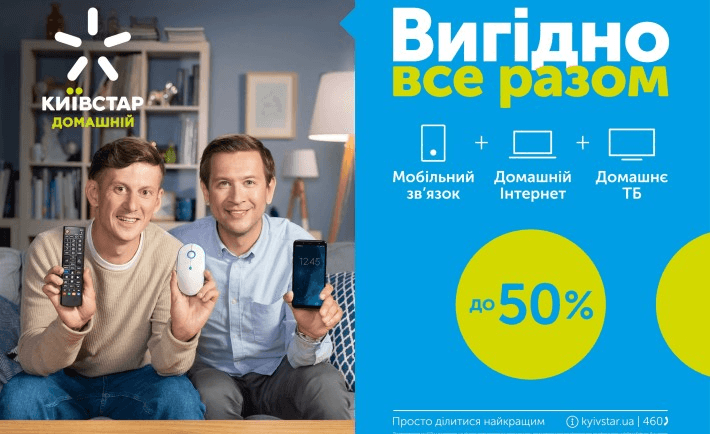 КИЇВСТАР
ДОМАШНІЙ
12:45
Вигідно
все разом
Мобільний
зв'язок
+
Домашній
Інтернет
+
Домашнє
ТБ
до 50%
Просто ділитися найкращим
kyivstar.ua | 460